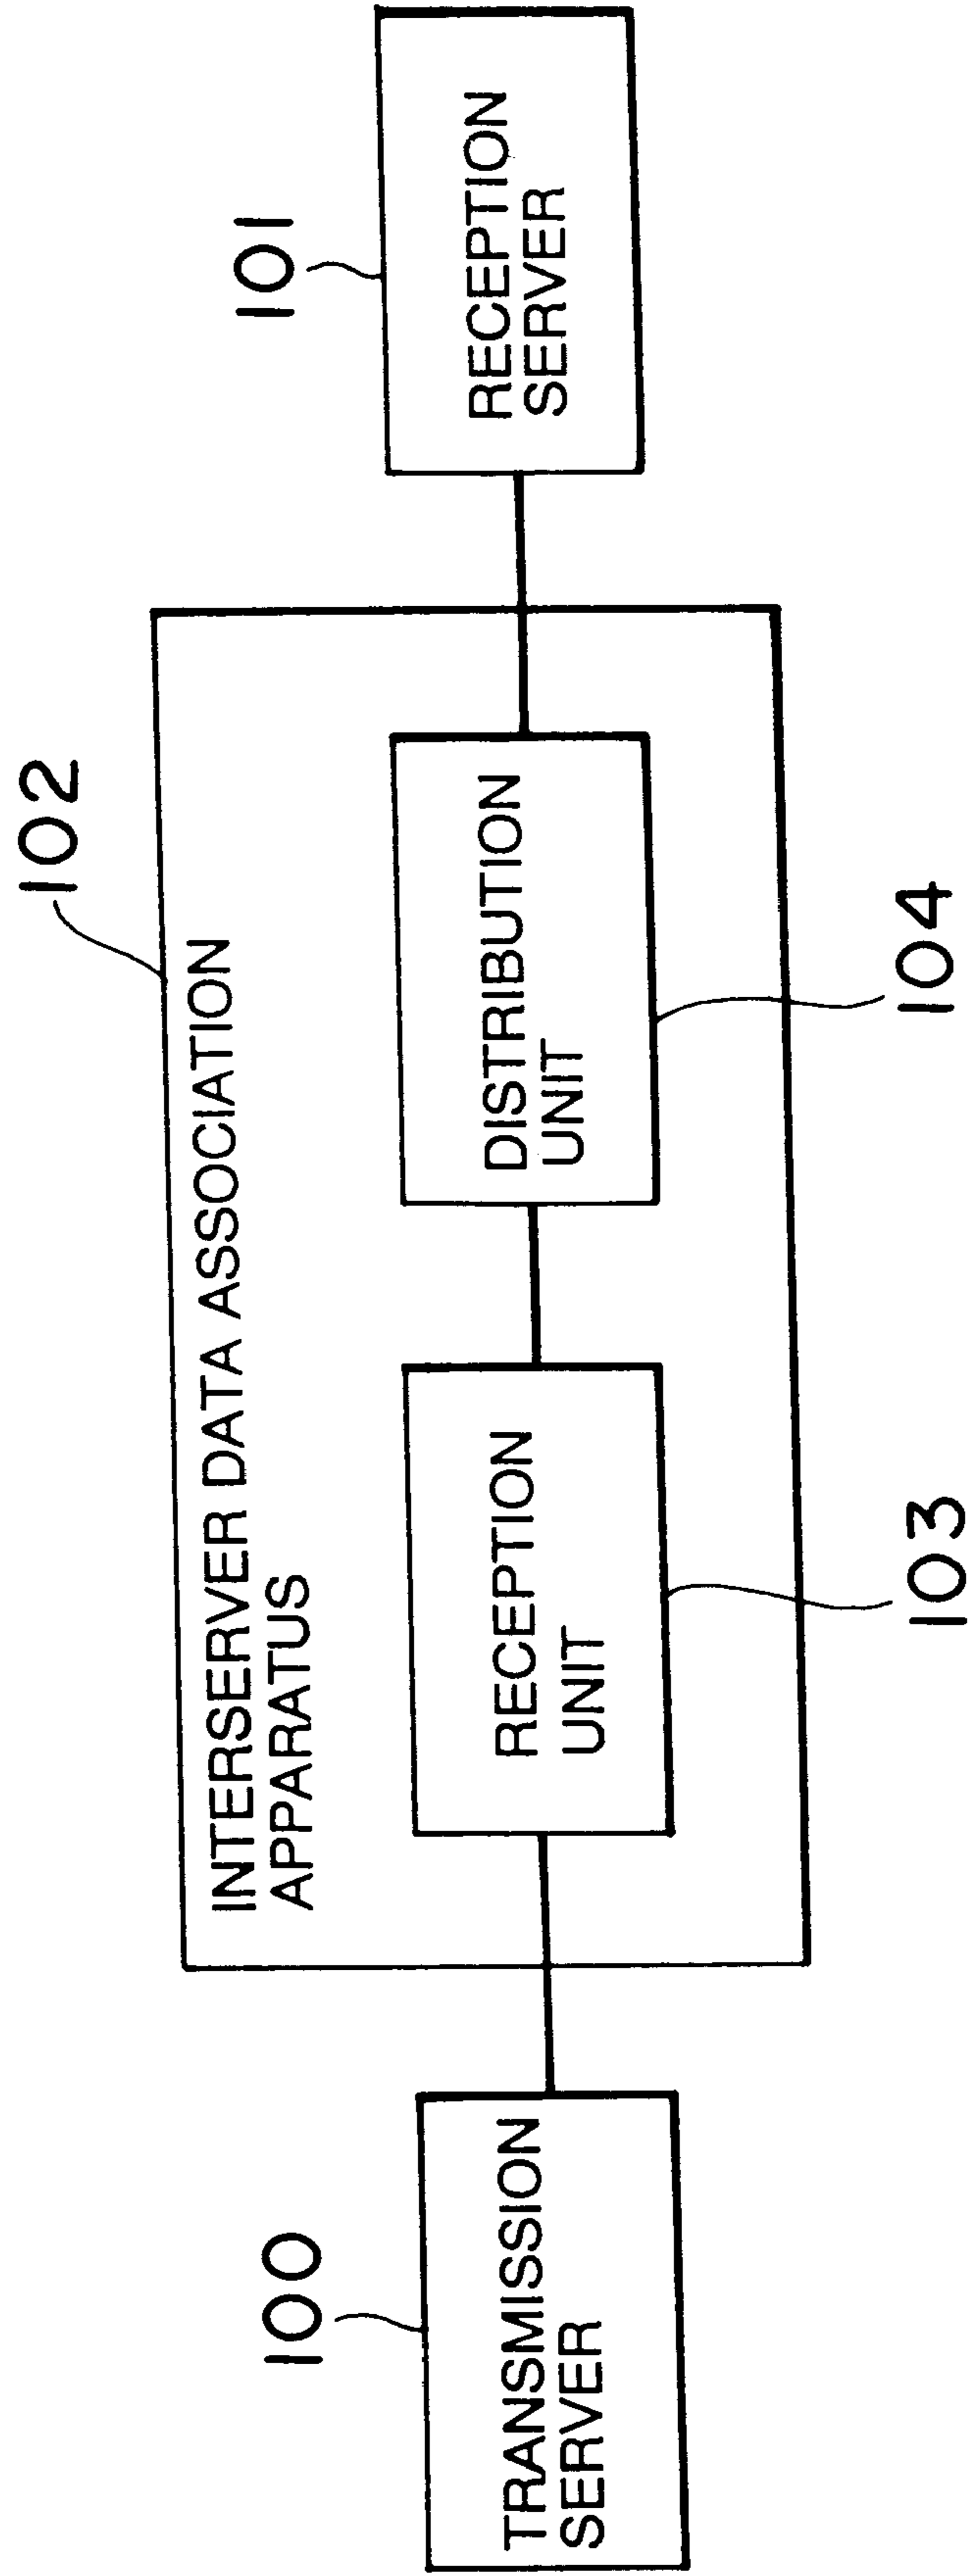 102
INTERSERVER DATA ASSOCIATION
APPARATUS
100
TRANSMISSION
SERVER
RECEPTION
UNIT
103
DISTRIBUTION
UNIT
104
101
RECEPTION
SERVER